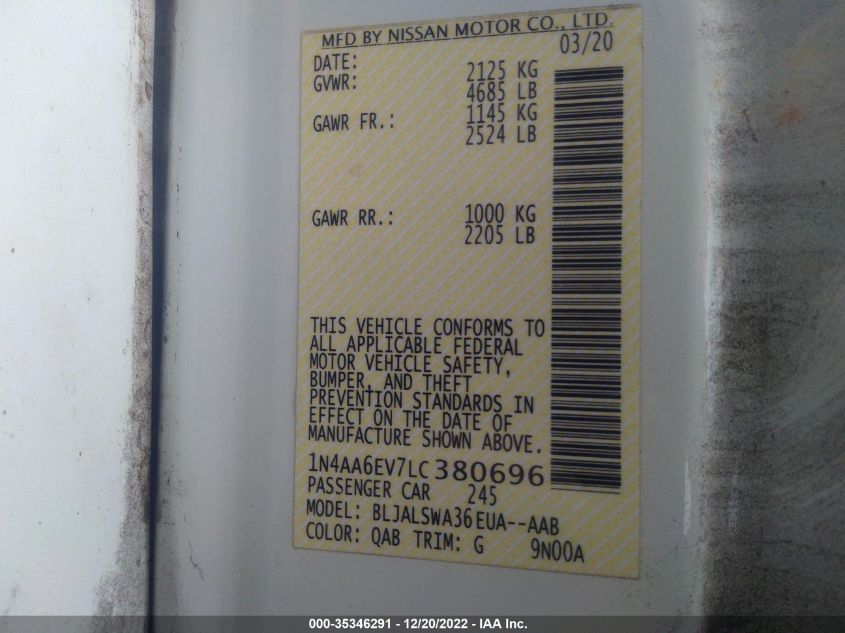 MFD BY NISSAN MOTOR CO., LTD.
DATE: 03/20
GVWR: 2125 KG
4685 LB
GAWR FR.: 1145 KG
2524 LB
GAWR RR.: 1000 KG
2205 LB
THIS VEHICLE CONFORMS TO
ALL APPLICABLE FEDERAL
MOTOR VEHICLE SAFETY,
BUMPER, AND THEFT
PREVENTION STANDARDS IN
EFFECT ON THE DATE OF
MANUFACTURE SHOWN ABOVE.
1N4AA6EV7LC380696
PASSENGER CAR 245
MODEL: BLJALSWA36EUA--AAB
COLOR: QAB TRIM: G 9N00A
000-35346291 - 12/20/2022 - IAA Inc.